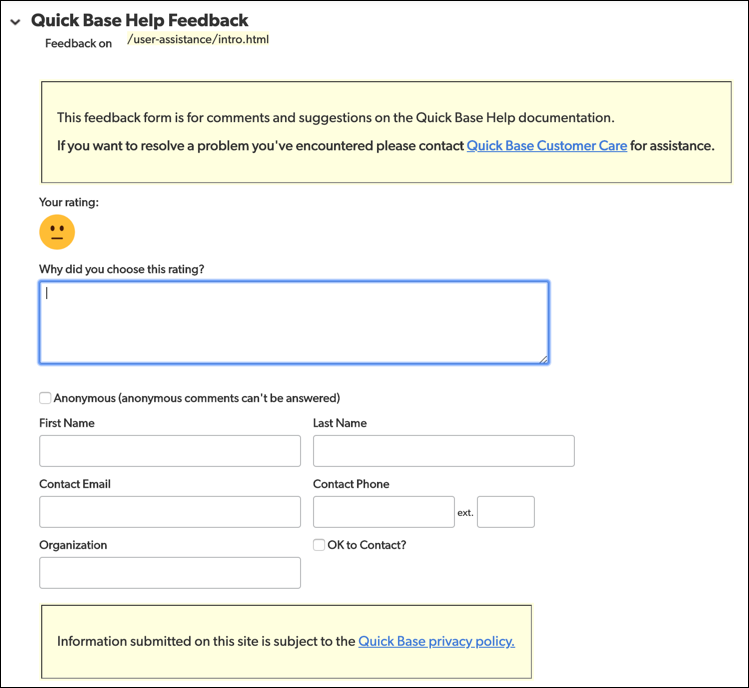 Quick Base Help Feedback
Feedback on /user-assistance/intro.html
This feedback form is for comments and suggestions on the Quick Base Help documentation.
If you want to resolve a problem you've encountered please contact Quick Base Customer Care for assistance.
Your rating:
Why did you choose this rating?
Anonymous (anonymous comments can't be answered)
First Name Last Name
Contact Email Contact Phone
ext.
Organization OK to Contact?
Information submitted on this site is subject to the Quick Base privacy policy.